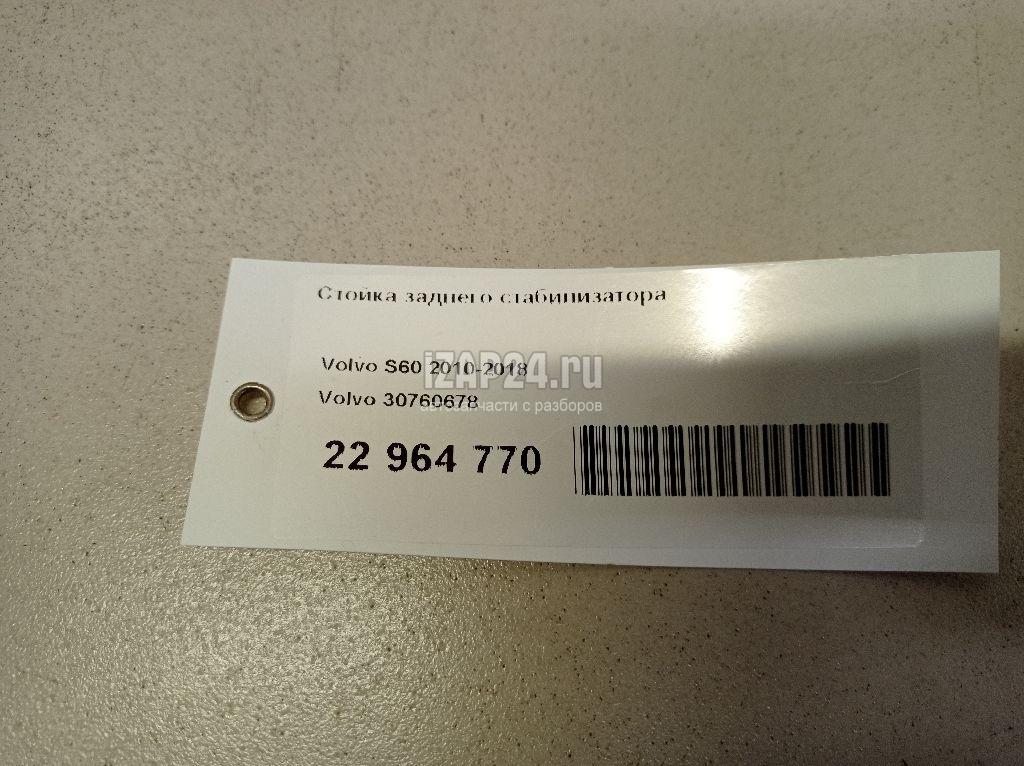 Стойка заднего стабилизатора
Volvo S60 2010-2018
iZAP24.ru
Volvo 30760678
автозапчасти с разборов
22 964 770